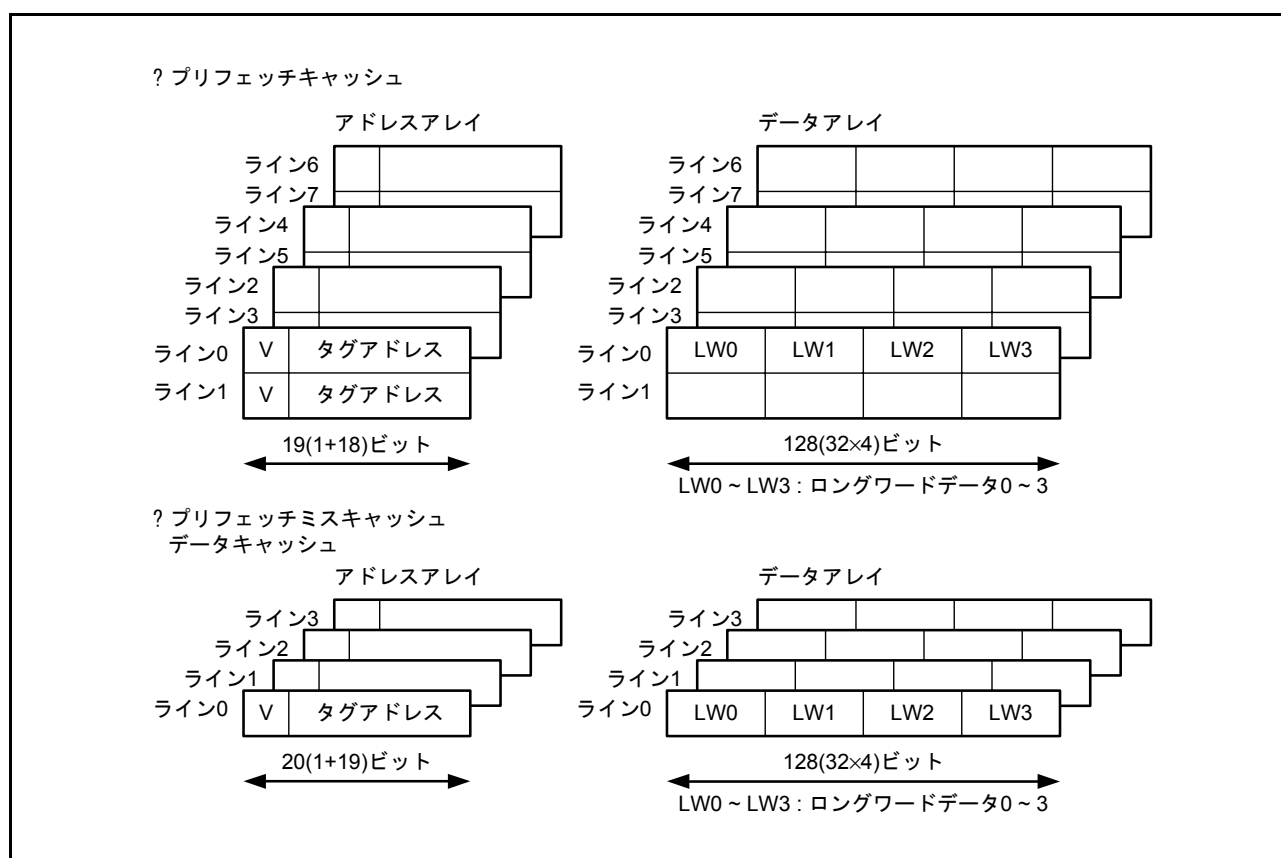 ? プリフェッチキャッシュ
アドレスアレイ
ライン6
ライン7
ライン4
ライン5
ライン2
ライン3
ライン0 V タグアドレス
ライン1 V タグアドレス
19(1+18)ビット
データアレイ
ライン6
ライン7
ライン4
ライン5
ライン2
ライン3
ライン0 LW0 LW1 LW2 LW3
ライン1
128(32×4)ビット
LW0 ~ LW3 : ロングワードデータ0 ~ 3
? プリフェッチミスキャッシュ
データキャッシュ
アドレスアレイ
ライン3
ライン2
ライン1
ライン0 V タグアドレス
20(1+19)ビット
データアレイ
ライン3
ライン2
ライン1
ライン0 LW0 LW1 LW2 LW3
128(32×4)ビット
LW0 ~ LW3 : ロングワードデータ0 ~ 3